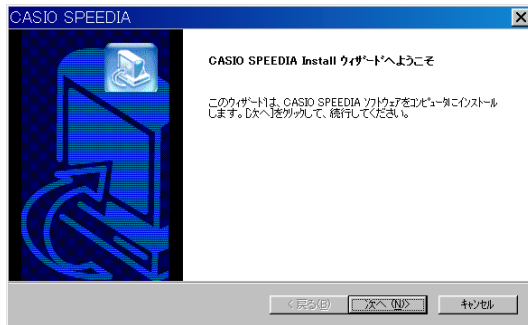 CASIO SPEEDIA
CASIO SPEEDIA Install ｳｨｻﾞｰﾄﾞへようこそ
このｳｨｻﾞｰﾄﾞは、CASIO SPEEDIA ｿﾌﾄｳｪｱをｺﾝﾋﾟｭｰﾀにインストール
します。[次へ]をｸﾘｯｸして、続行してください。
< 戻る(B)
次へ (N)>
ｷｬﾝｾﾙ